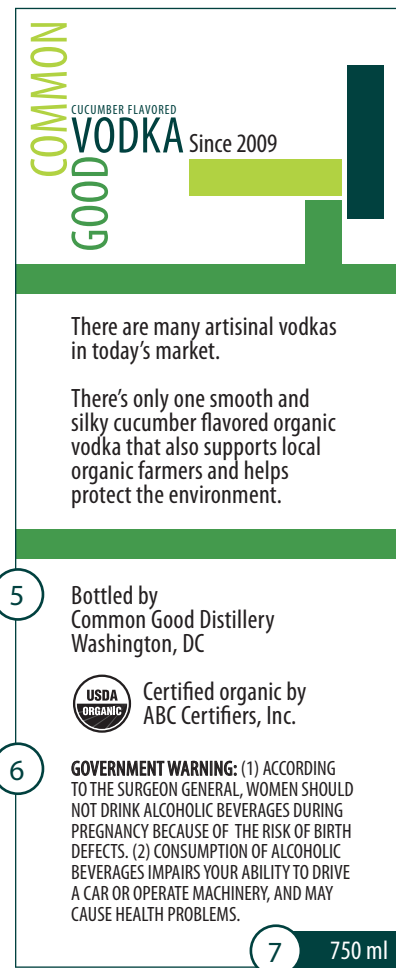 COMMON
CUCUMBER FLAVORED
VODKA Since 2009
GOOD
There are many artisinal vodkas
in today's market.
There's only one smooth and
silky cucumber flavored organic
vodka that also supports local
organic farmers and helps
protect the environment.
5
Bottled by
Common Good Distillery
Washington, DC
USDA
ORGANIC
Certified organic by
ABC Certifiers, Inc.
6
GOVERNMENT WARNING: (1) ACCORDING
TO THE SURGEON GENERAL, WOMEN SHOULD
NOT DRINK ALCOHOLIC BEVERAGES DURING
PREGNANCY BECAUSE OF THE RISK OF BIRTH
DEFECTS. (2) CONSUMPTION OF ALCOHOLIC
BEVERAGES IMPAIRS YOUR ABILITY TO DRIVE
A CAR OR OPERATE MACHINERY, AND MAY
CAUSE HEALTH PROBLEMS.
7
750 ml